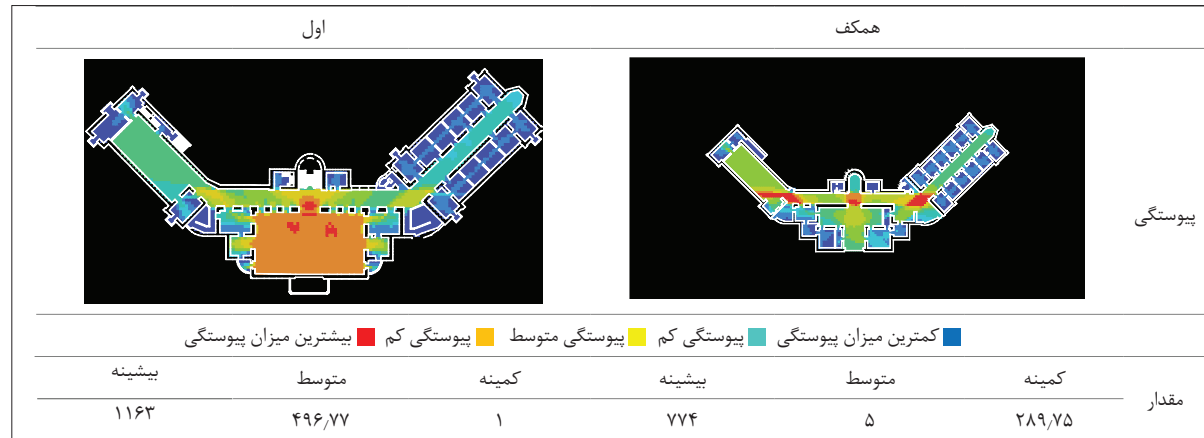 همکف اول
پیوستگی
کمترین میزان پیوستگی پیوستگی کم پیوستگی متوسط پیوستگی کم بیشترین میزان پیوستگی
مقدار
کمینه متوسط بیشینه کمینه متوسط بیشینه
۲۸۹٫۷۵ ۵ ۷۷۴ ۱ ۴۹۶٫۷۷ ۱۱۶۳